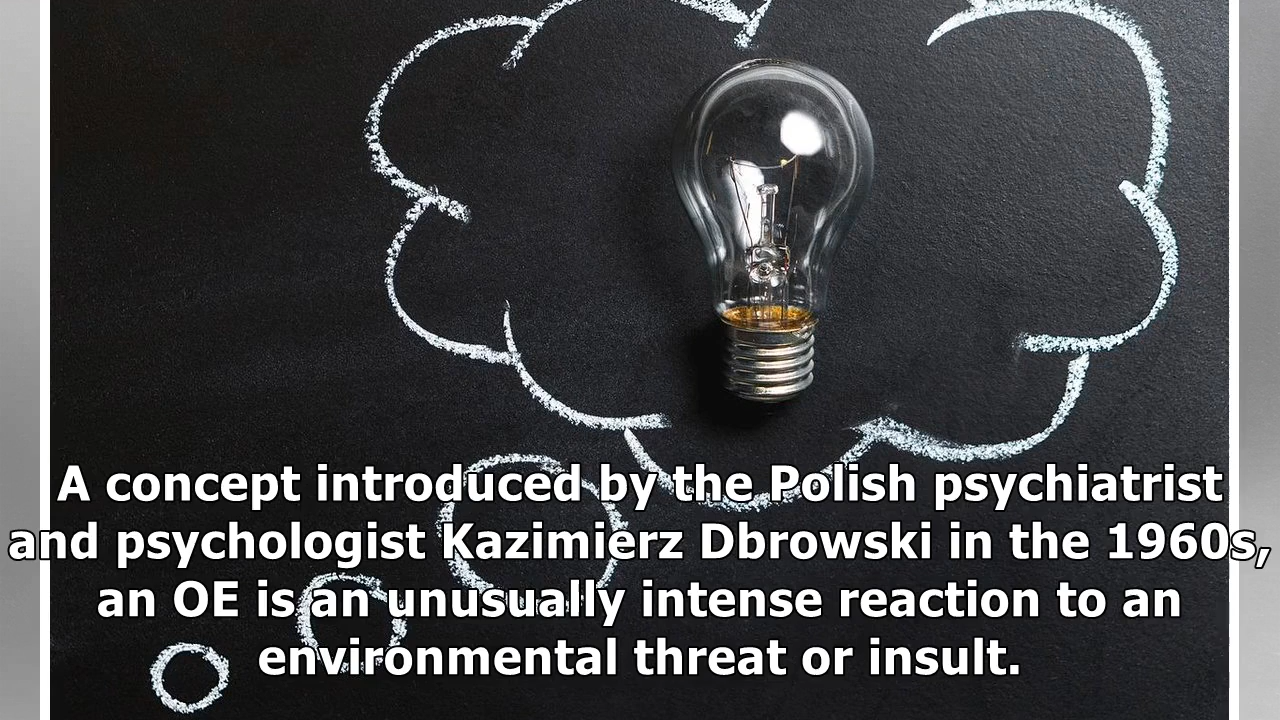 A concept introduced by the Polish psychiatrist
and psychologist Kazimierz Dbrowski in the 1960s,
an OE is an unusually intense reaction to an
environmental threat or insult.